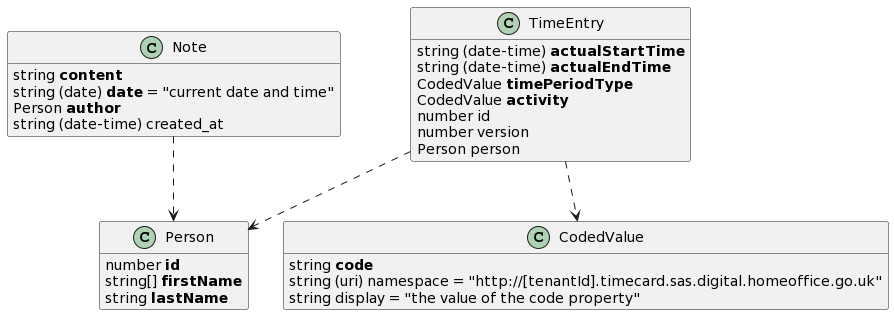 C Note
string content
string (date) date = "current date and time"
Person author
string (date-time) created_at
C TimeEntry
string (date-time) actualStartTime
string (date-time) actualEndTime
CodedValue timePeriodType
CodedValue activity
number id
number version
Person person
C Person
number id
string[] firstName
string lastName
C CodedValue
string code
string (uri) namespace = "http://[tenantId].timecard.sas.digital.homeoffice.go.uk"
string display = "the value of the code property"